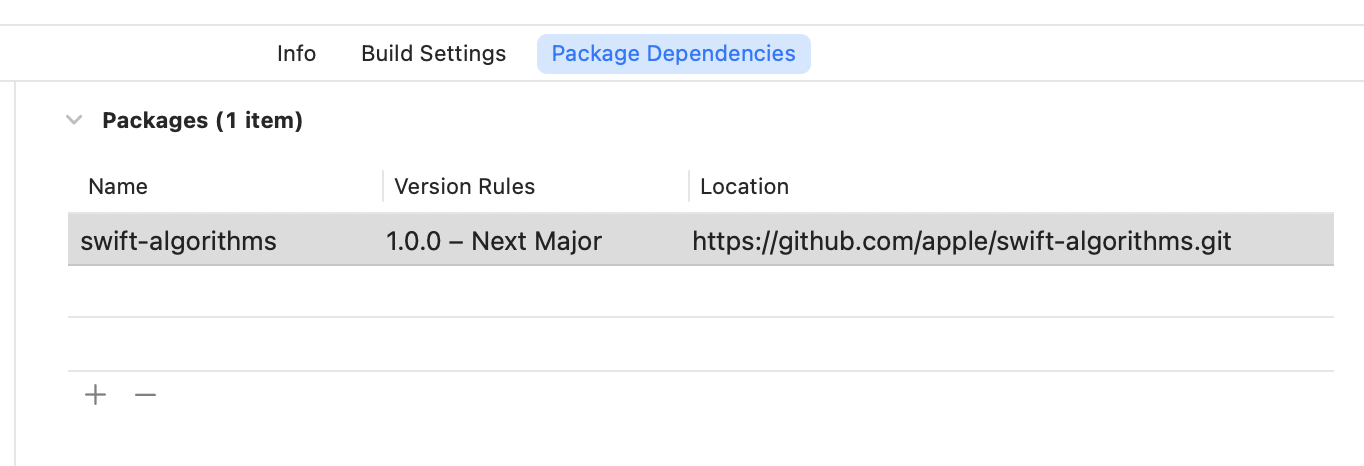 Info Build Settings Package Dependencies
Packages (1 item)
Name Version Rules Location
swift-algorithms 1.0.0 – Next Major https://github.com/apple/swift-algorithms.git